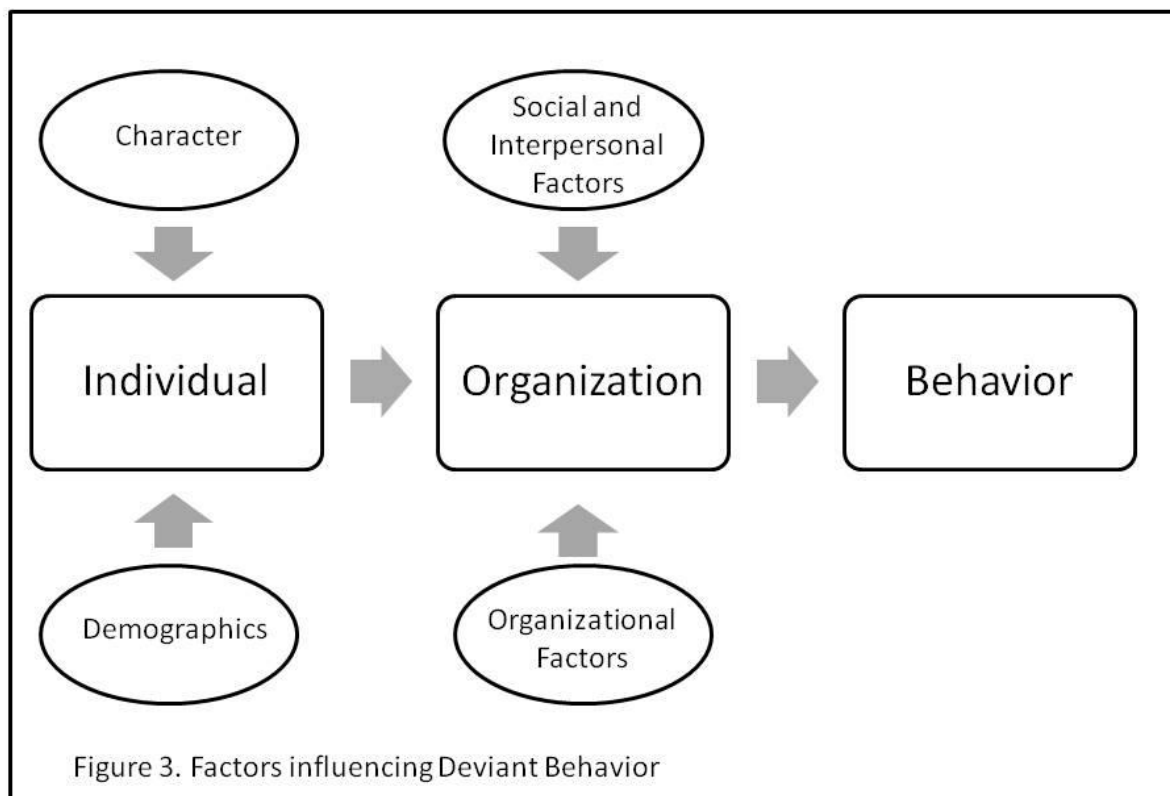 Character
Social and
Interpersonal
Factors
Individual
Organization
Behavior
Demographics
Organizational
Factors
Figure 3. Factors influencing Deviant Behavior